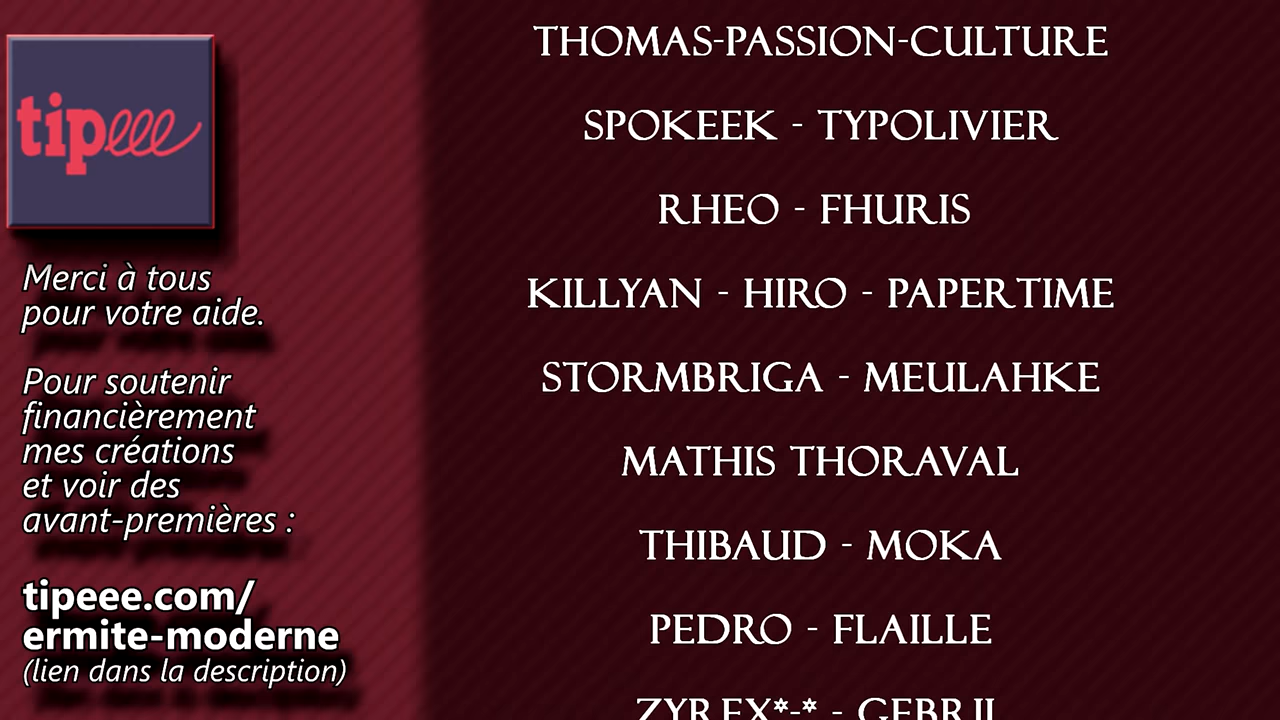 tipeee
Merci à tous
pour votre aide.
Pour soutenir
financièrement
mes créations
et voir des
avant-premières :
tipeee.com/
ermite-moderne
(lien dans la description)
THOMAS-PASSION-CULTURE
SPOKEEK - TYPOLIVIER
RHEO - FHURIS
KILLYAN - HIRO - PAPERTIME
STORMBRIGA - MEULAHKE
MATHIS THORAVAL
THIBAUD - MOKA
PEDRO - FLAILLE
ZYREX*-* - GEBRIL